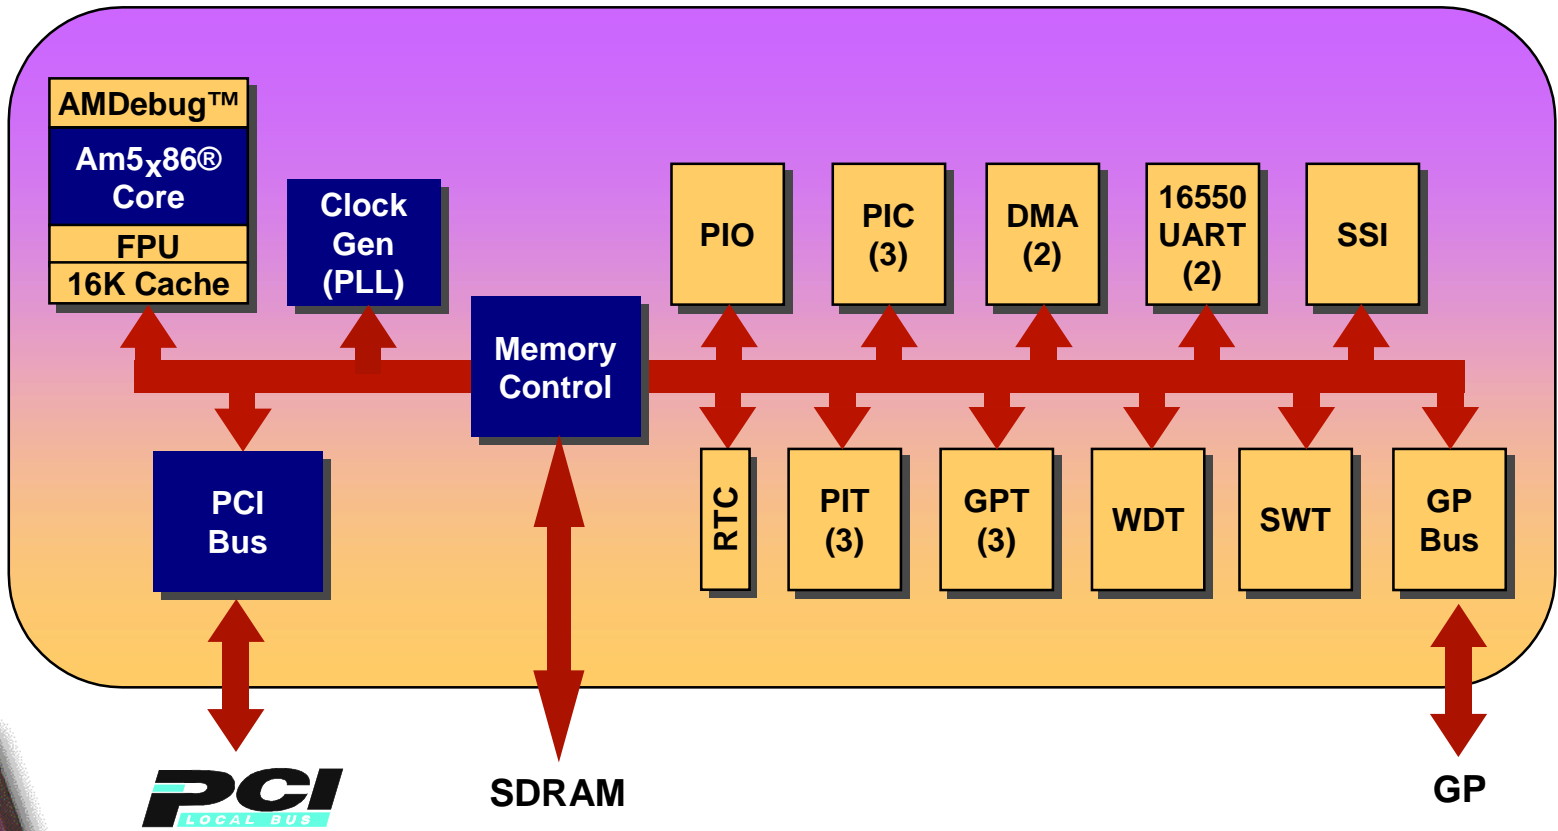 AMDebug™
Am5x86®
Core
FPU
16K Cache
Clock
Gen
(PLL)
Memory
Control
PIO
PIC
(3)
DMA
(2)
16550
UART
(2)
SSI
PCI
Bus
RTC
PIT
(3)
GPT
(3)
WDT
SWT
GP
Bus
PCI
LOCAL BUS
SDRAM
GP